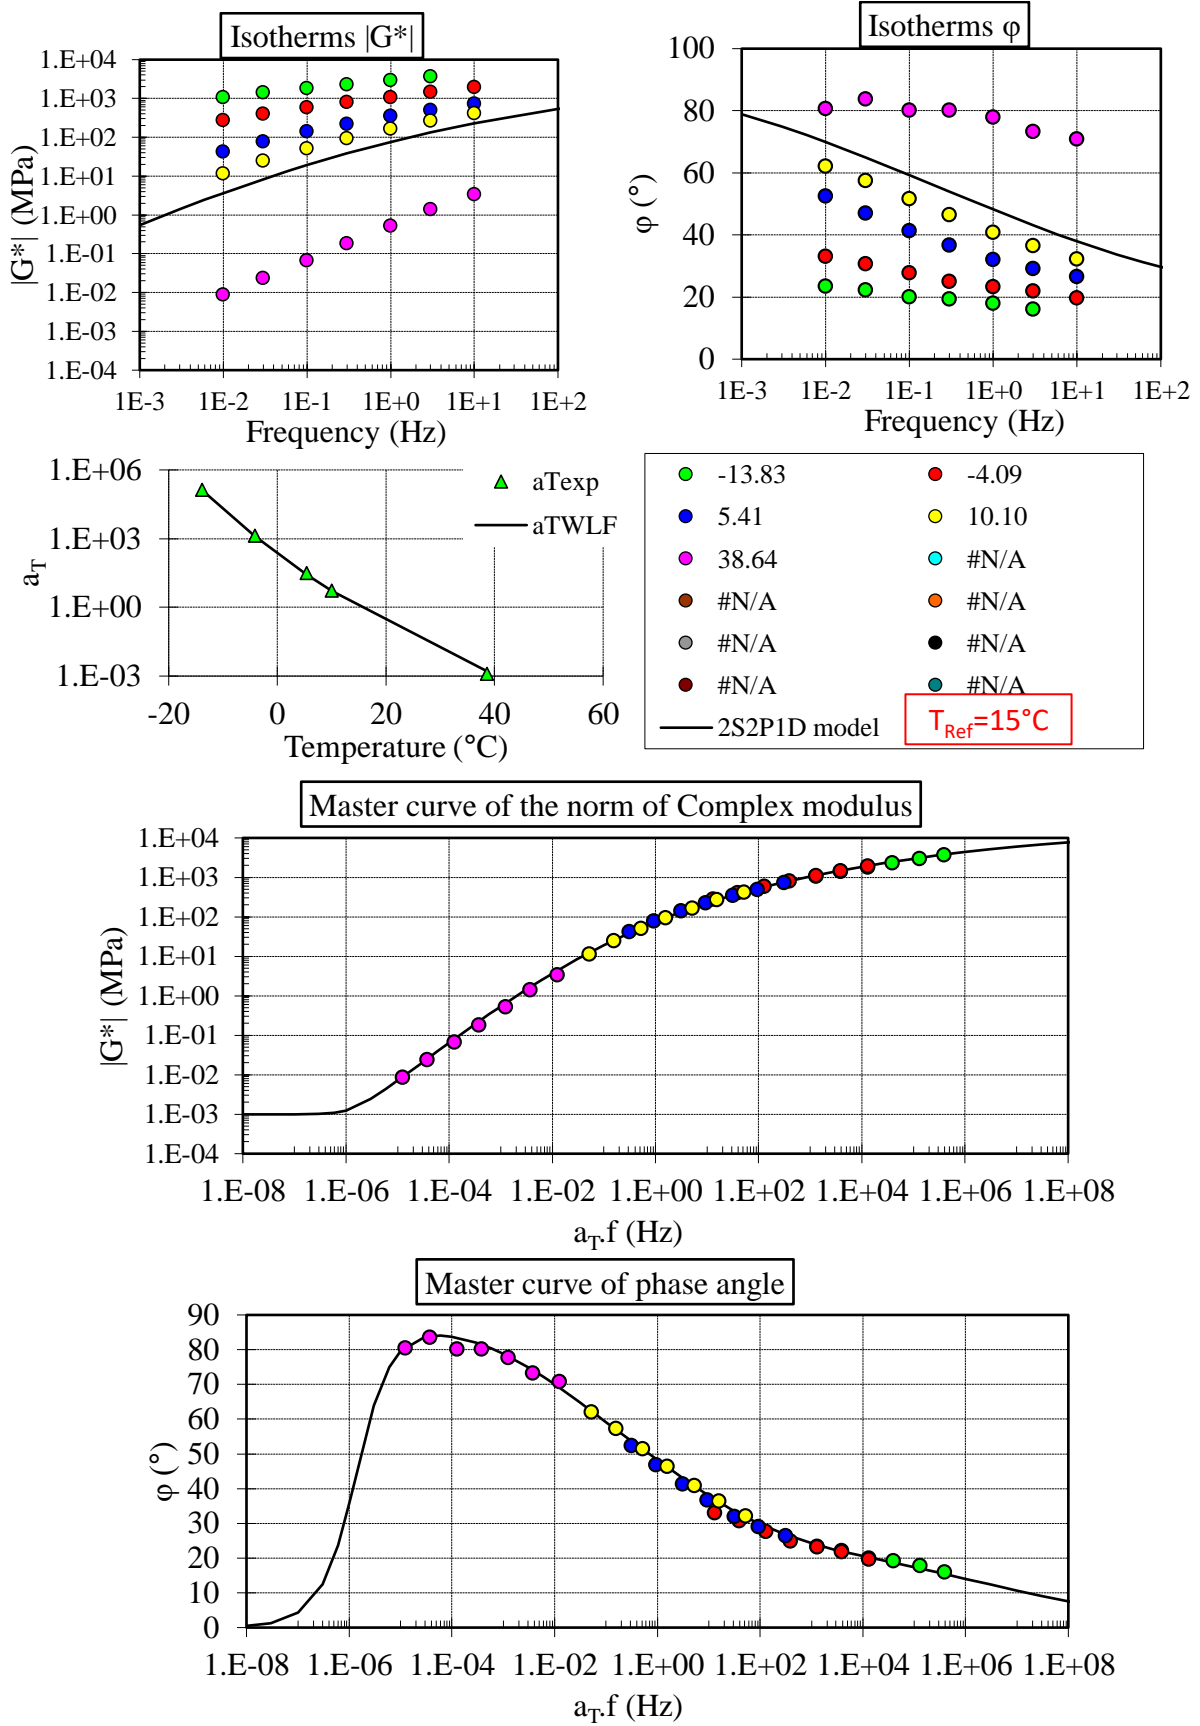 Isotherms |G*|
1.E+04
1.E+03
1.E+02
1.E+01
1.E+00
1.E-01
1.E-02
1.E-03
1.E-04
|G*| (MPa)
1E-3 1E-2 1E-1 1E0 1E+1 1E+2
Frequency (Hz)
Isotherms φ
100
80
60
40
20
0
φ (°)
1E-3 1E-2 1E-1 1E0 1E+1 1E+2
Frequency (Hz)
1.E+06
1.E+03
1.E+00
1.E-03
aT
-20 0 20 40 60
Temperature (°C)
aTexp
aTWLF
-13.83 -4.09
5.41 10.10
38.64 #N/A
#N/A #N/A
#N/A #N/A
#N/A #N/A
2S2P1D model
TRef=15°C
Master curve of the norm of Complex modulus
1.E+04
1.E+03
1.E+02
1.E+01
1.E+00
1.E-01
1.E-02
1.E-03
1.E-04
|G*| (MPa)
1.E-08 1.E-06 1.E-04 1.E-02 1.E+00 1.E+02 1.E+04 1.E+06 1.E+08
aT.f (Hz)
Master curve of phase angle
90
80
70
60
50
40
30
20
10
0
φ (°)
1.E-08 1.E-06 1.E-04 1.E-02 1.E+00 1.E+02 1.E+04 1.E+06 1.E+08
aT.f (Hz)